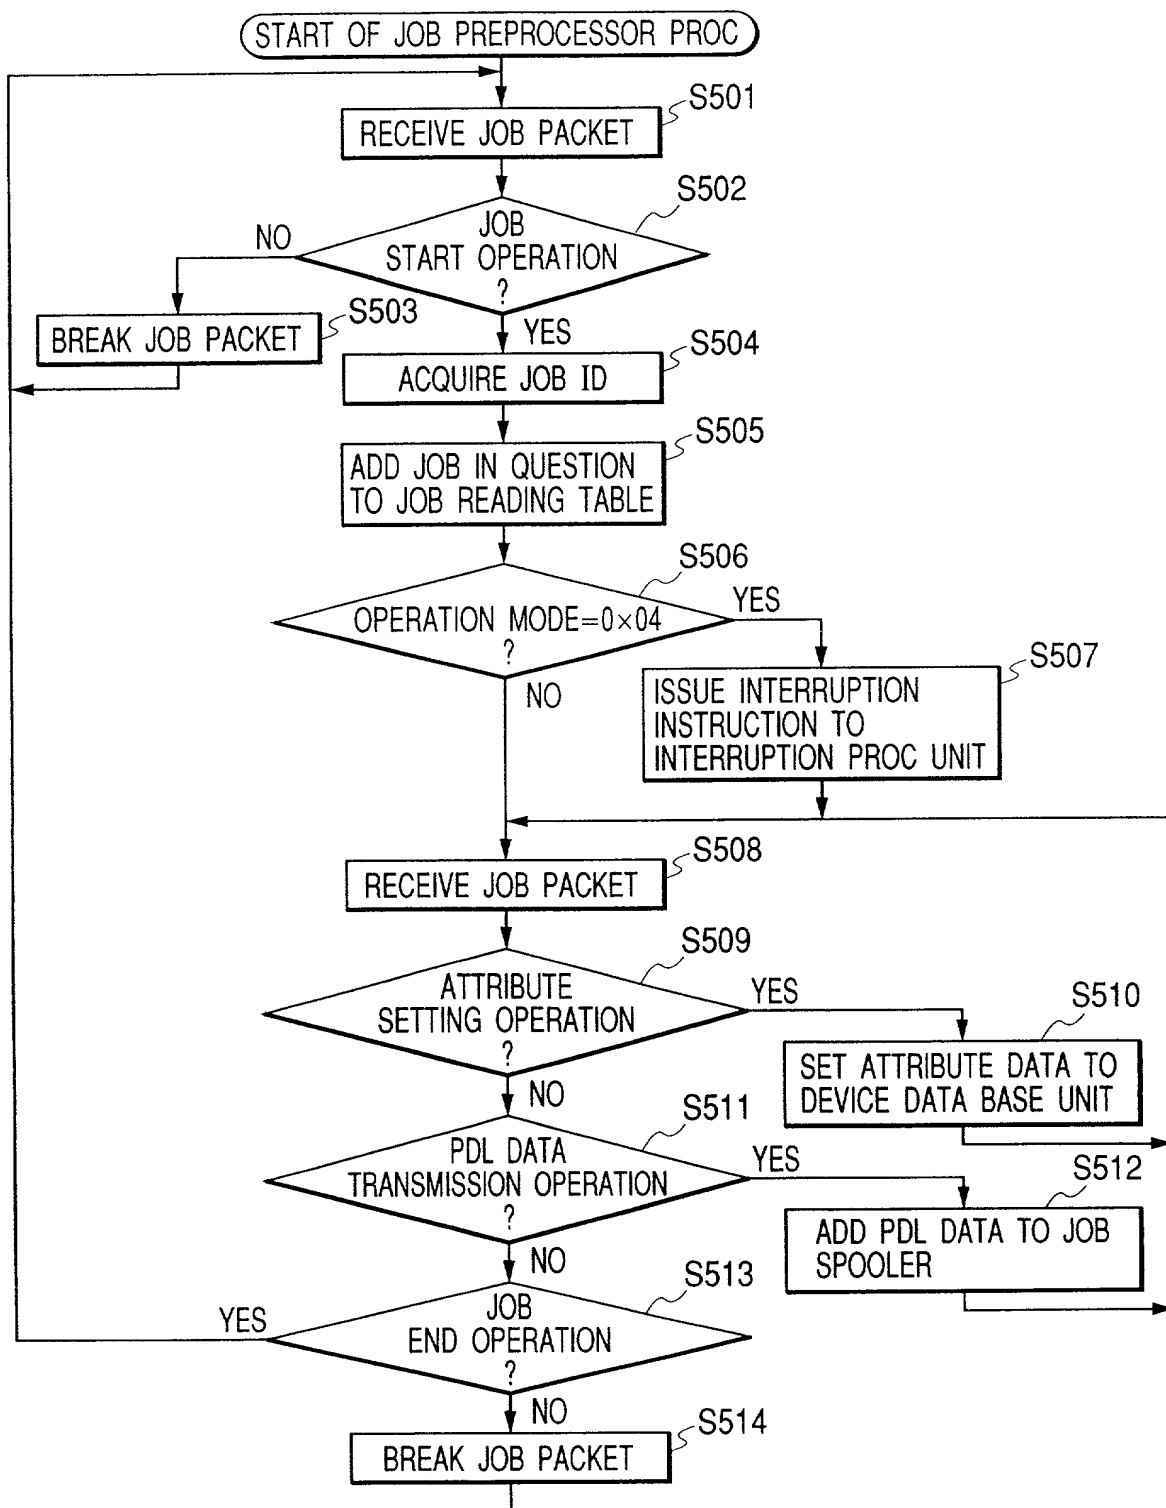 START OF JOB PREPROCESSOR PROC
S501
RECEIVE JOB PACKET
S502
JOB
START OPERATION
?
NO
YES
S503
BREAK JOB PACKET
S504
ACQUIRE JOB ID
S505
ADD JOB IN QUESTION
TO JOB READING TABLE
S506
OPERATION MODE=0×04
?
YES
NO
S507
ISSUE INTERRUPTION
INSTRUCTION TO
INTERRUPTION PROC UNIT
S508
RECEIVE JOB PACKET
S509
ATTRIBUTE
SETTING OPERATION
?
YES
NO
S510
SET ATTRIBUTE DATA TO
DEVICE DATA BASE UNIT
S511
PDL DATA
TRANSMISSION OPERATION
?
YES
NO
S512
ADD PDL DATA TO JOB
SPOOLER
S513
JOB
END OPERATION
?
YES
NO
S514
BREAK JOB PACKET